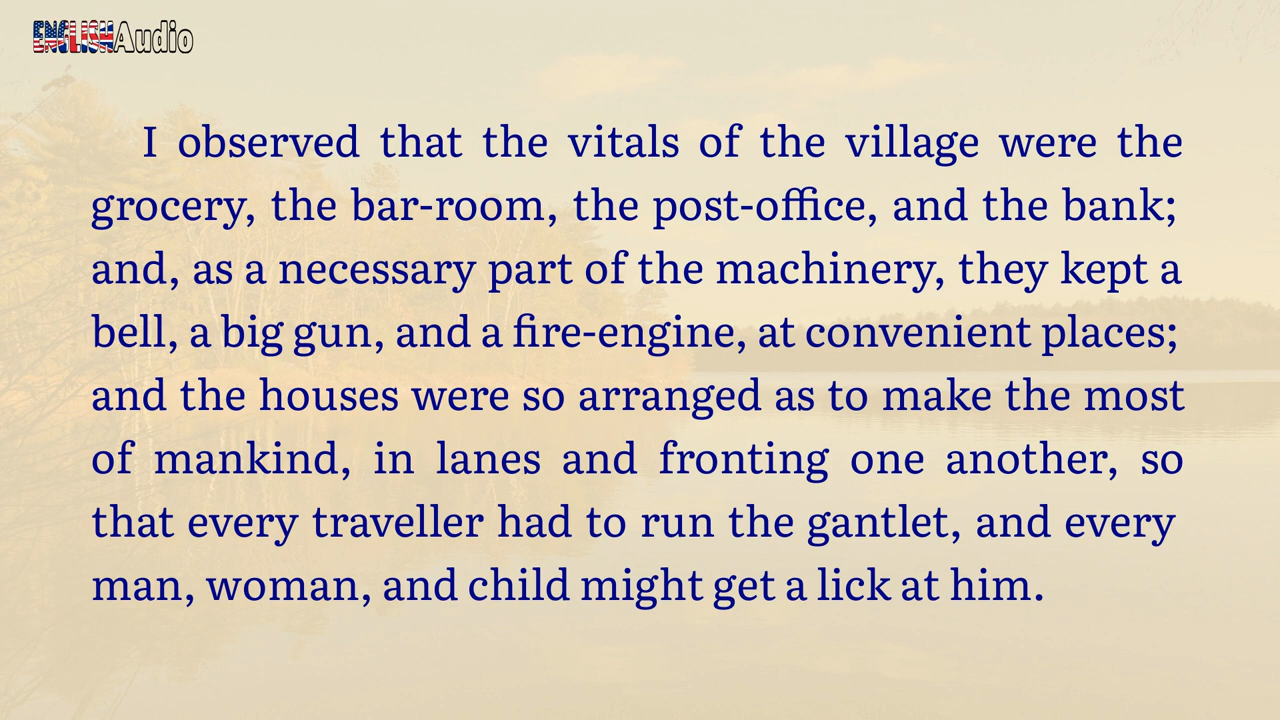 ENGLISHAudio
I observed that the vitals of the village were the
grocery, the bar-room, the post-office, and the bank;
and, as a necessary part of the machinery, they kept a
bell, a big gun, and a fire-engine, at convenient places;
and the houses were so arranged as to make the most
of mankind, in lanes and fronting one another, so
that every traveller had to run the gantlet, and every
man, woman, and child might get a lick at him.